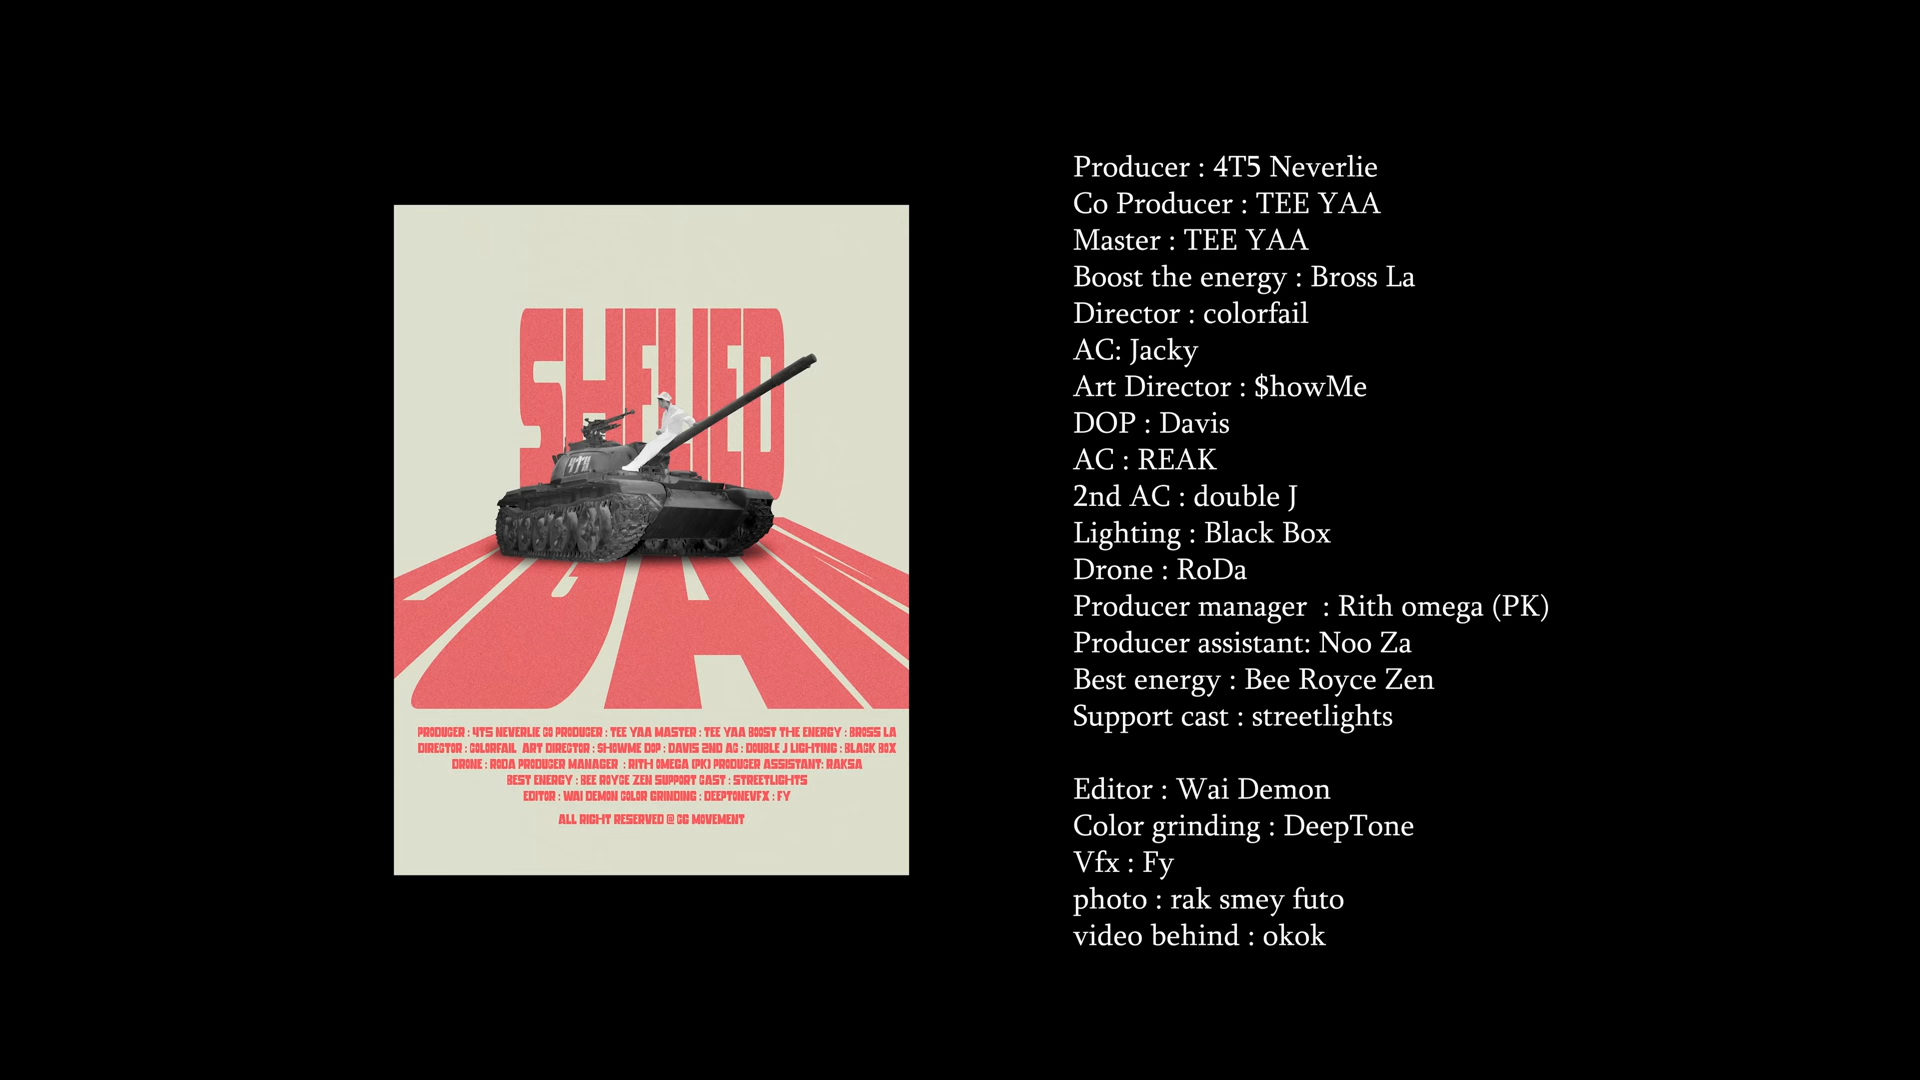 SHELLED
Producer : 4T5 Neverlie
Co Producer : TEE YAA
Master : TEE YAA
Boost the energy : Bross La
Director : colorfail
AC: Jacky
Art Director : $howMe
DOP : Davis
AC : REAK
2nd AC : double J
Lighting : Black Box
Drone : RoDa
Producer manager  : Rith omega (PK)
Producer assistant: Noo Za
Best energy : Bee Royce Zen
Support cast : streetlights
Editor : Wai Demon
Color grinding : DeepTone
Vfx : Fy
photo : rak smey futo
video behind : okok
PRODUCER : 4T5 NEVERLIE CO PRODUCER : TEE YAA MASTER : TEE YAA BOOST THE ENERGY : BROSS LA
DIRECTOR : COLORFAIL  ART DIRECTOR : $HOWME DOP : DAVIS 2ND AC : DOUBLE J LIGHTING : BLACK BOX
DRONE : RODA PRODUCER MANAGER  : RITH OMEGA (PK) PRODUCER ASSISTANT: RAKSA
BEST ENERGY : BEE ROYCE ZEN SUPPORT CAST : STREETLIGHTS
EDITOR : WAI DEMON COLOR GRINDING : DEEPTONEVFX : FY
ALL RIGHT RESERVED @ CG MOVEMENT